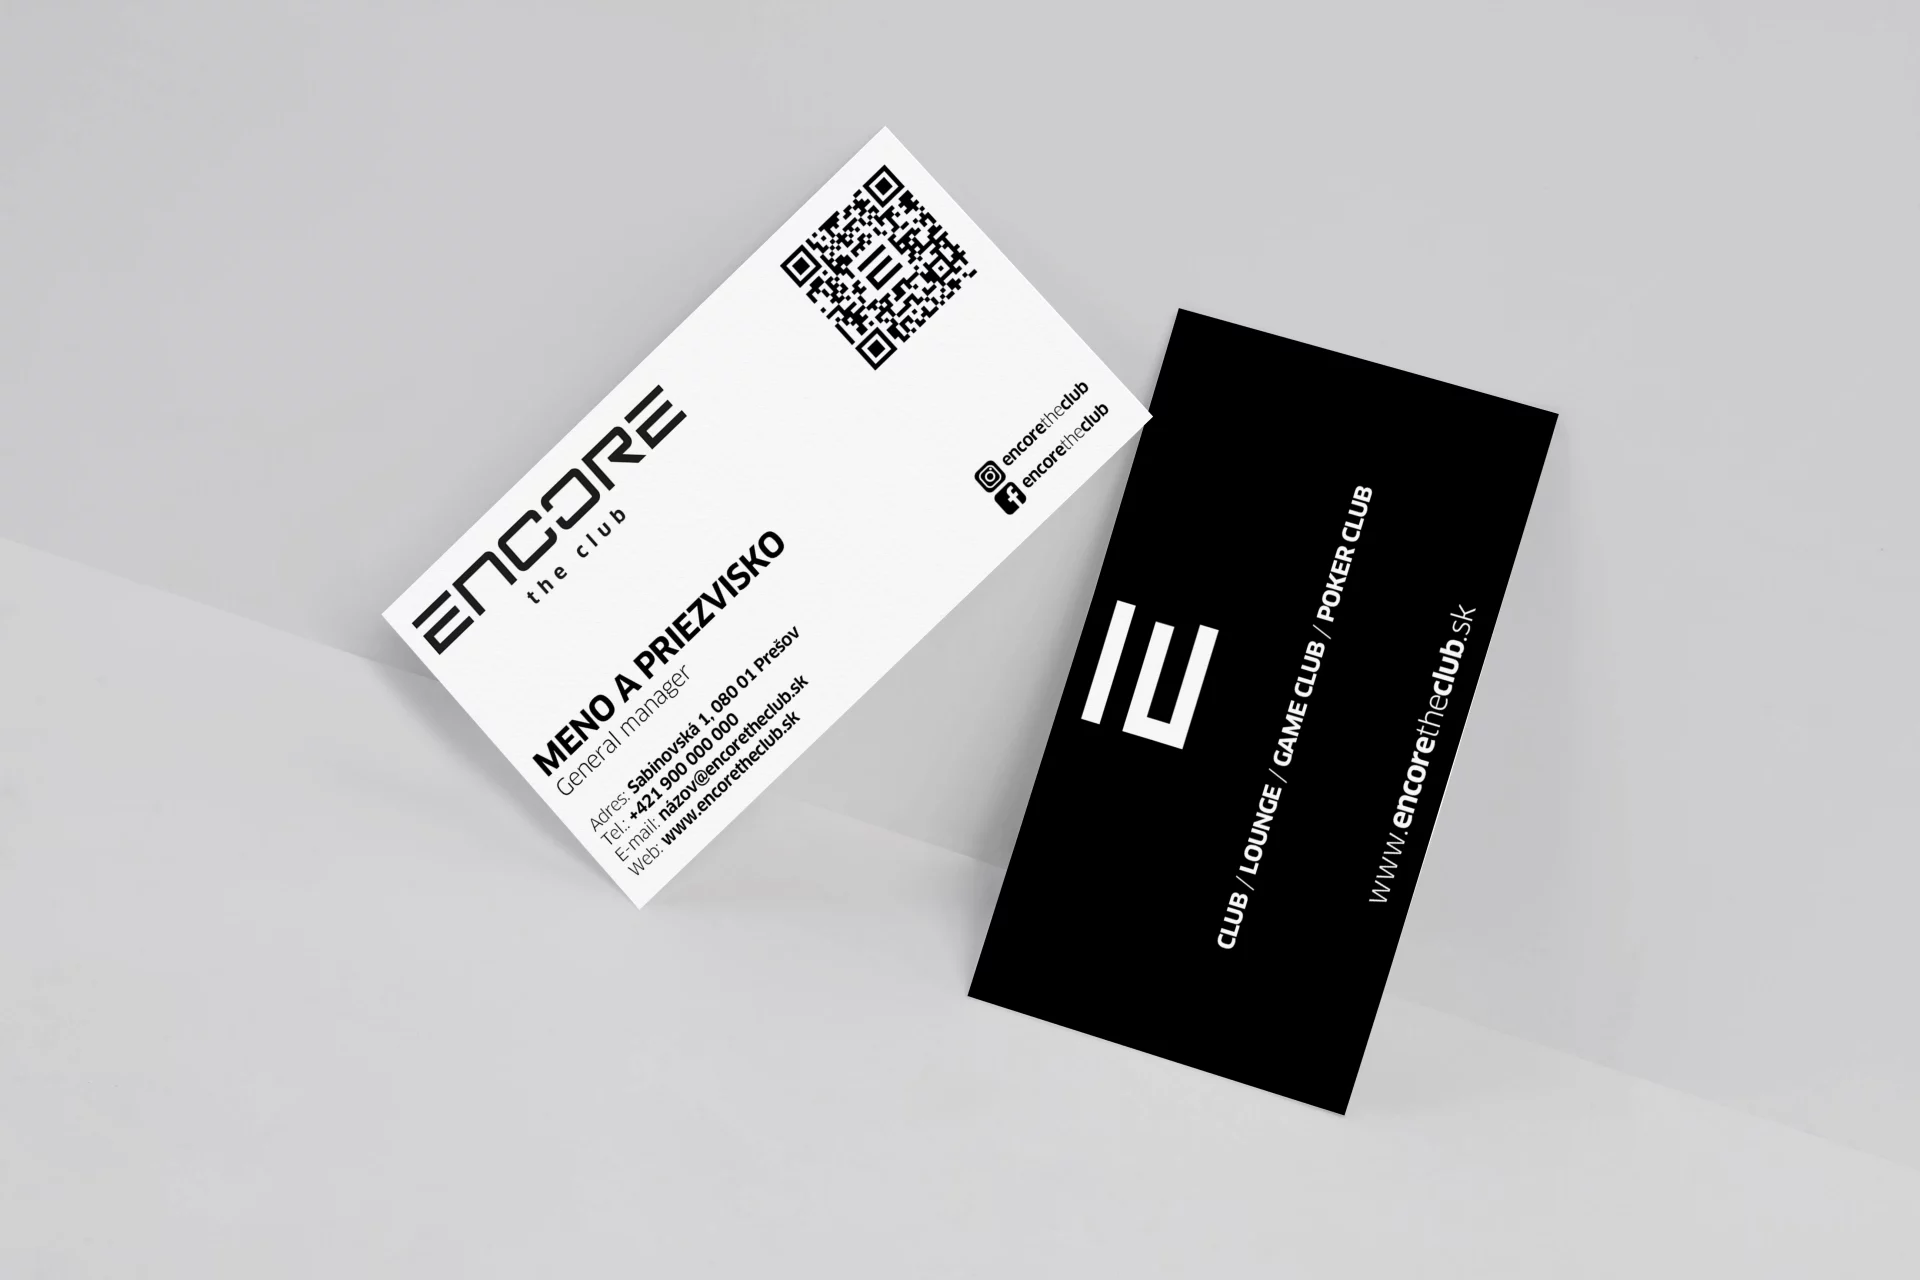 ENCORE
the club
MENO A PRIEZVISKO
General manager
Adres: Sabinovská 1, 080 01 Prešov
Tel.: +421 900 000 000
E-mail: názov@encoretheclub.sk
Web: www.encoretheclub.sk
encoretheclub
encoretheclub
E
CLUB / LOUNGE / GAME CLUB / POKER CLUB
www.encoretheclub.sk